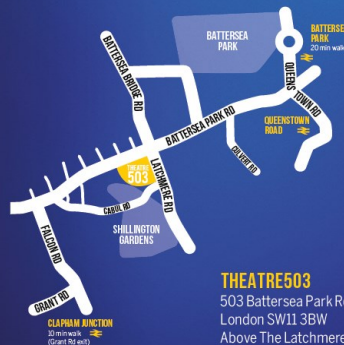 BATTERSEA
PARK
BATTERSE
PARK
20 min walk
BATTERSEA BRIDGE RD
QUEENS
TOWN RD
BATTERSEA PARK RD
QUEENSTOWN
ROAD
CULVERT RD
THEATRE
503
LATCHMERE RD
CABUL RD
SHILLINGTON
GARDENS
FALCON RD
GRANT RD
CLAPHAM JUNCTION
10 min walk
(Grant Rd exit)
THEATRE503
503 Battersea Park R
London SW11 3BW
Above The Latchmere